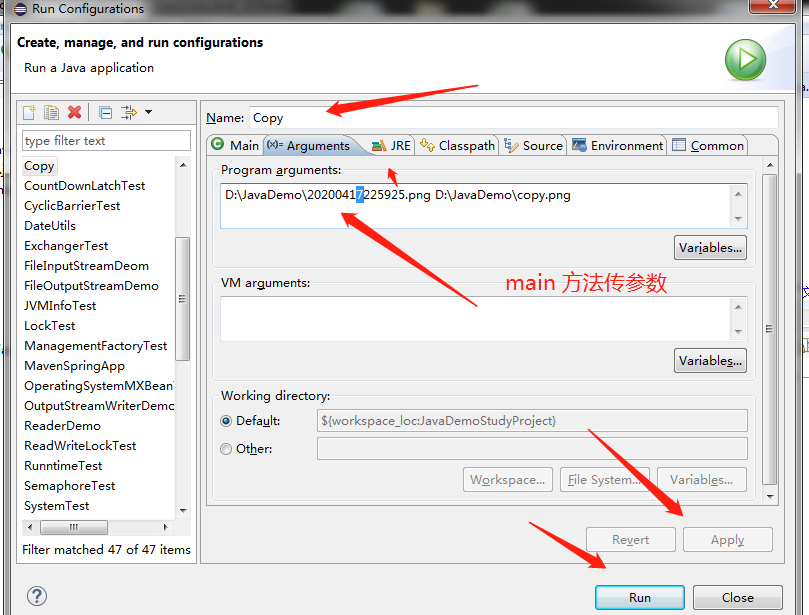 Run Configurations
Create, manage, and run configurations
Run a Java application
Name: Copy
type filter text
Main (x)= Arguments JRE Classpath Source Environment Common
Copy
CountDownLatchTest
CyclicBarrierTest
DateUtils
ExchangerTest
FileInputStreamDeom
FileOutputStreamDemo
JVMInfoTest
LockTest
ManagementFactoryTest
MavenSpringApp
OperatingSystemMXBean
OutputStreamWriterDemo
ReaderDemo
ReadWriteLockTest
RunntimeTest
SemaphoreTest
SystemTest
Filter matched 47 of 47 items
Program arguments:
D:\JavaDemo\20200417225925.png D:\JavaDemo\copy.png
Variables...
main 方法传参数
VM arguments:
Variables...
Working directory:
Default: ${workspace_loc:JavaDemoStudyProject}
Other:
Workspace... File System... Variables...
Revert Apply
Run Close